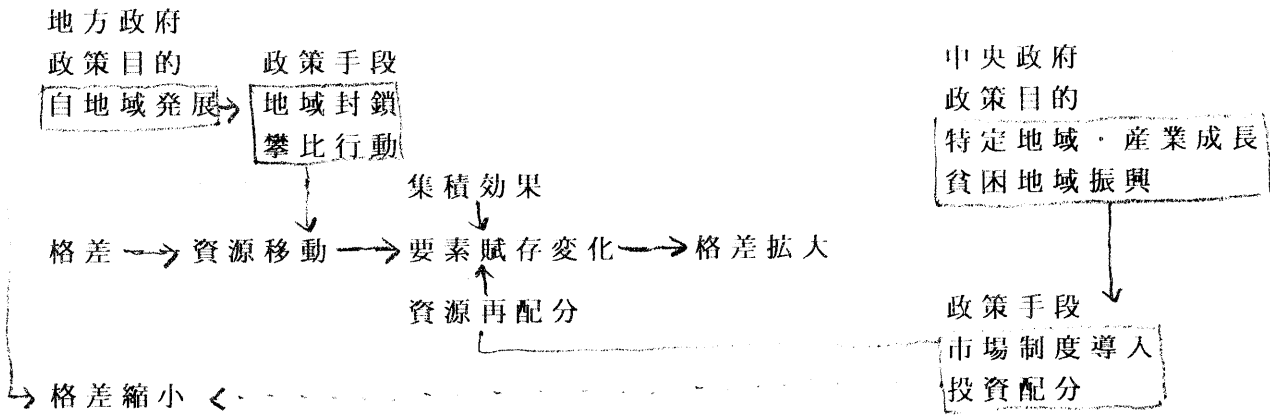 地方政府
政策目的
自地域発展
政策手段
地域封鎖
攀比行動
中央政府
政策目的
特定地域・産業成長
貧困地域振興
集積効果
格差 資源移動 要素賦存変化 格差拡大
資源再配分
政策手段
市場制度導入
投資配分
格差縮小